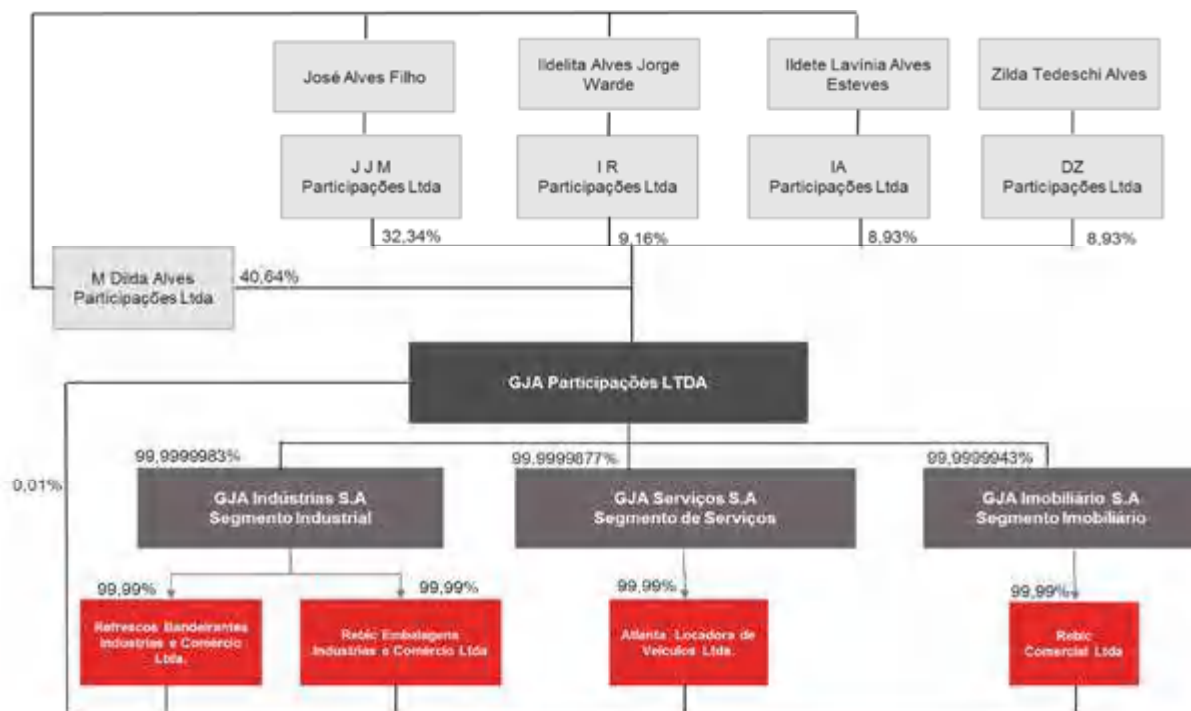 José Alves Filho
Ildelita Alves Jorge
Warde
Ildete Lavínia Alves
Esteves
Zilda Tedeschi Alves
J J M
Participações Ltda
I R
Participações Ltda
IA
Participações Ltda
DZ
Participações Ltda
32,34%
9,16%
8,93%
8,93%
M Dilda Alves
Participações Ltda
40,64%
GJA Participações LTDA
99,9999983%
99,9999877%
99,9999943%
0,01%
GJA Indústrias S.A
Segmento Industrial
GJA Serviços S.A
Segmento de Serviços
GJA Imobiliário S.A
Segmento Imobiliário
99,99%
99,99%
99,99%
99,99%
Refrescos Bandeirantes
Industrias e Comércio
Ltda.
Rebic Embalagens
Industrias e Comércio Ltda
Atlanta Locadora de
Veículos Ltda.
Rebic
Comercial Ltda